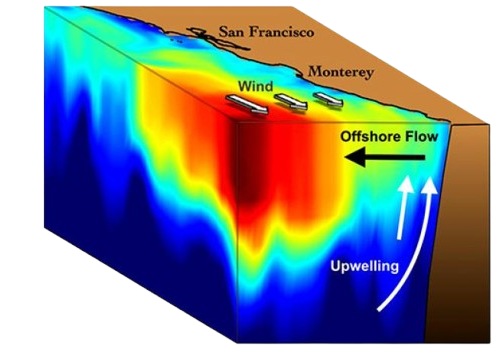 San Francisco
Monterey
Wind
Offshore Flow
Upwelling